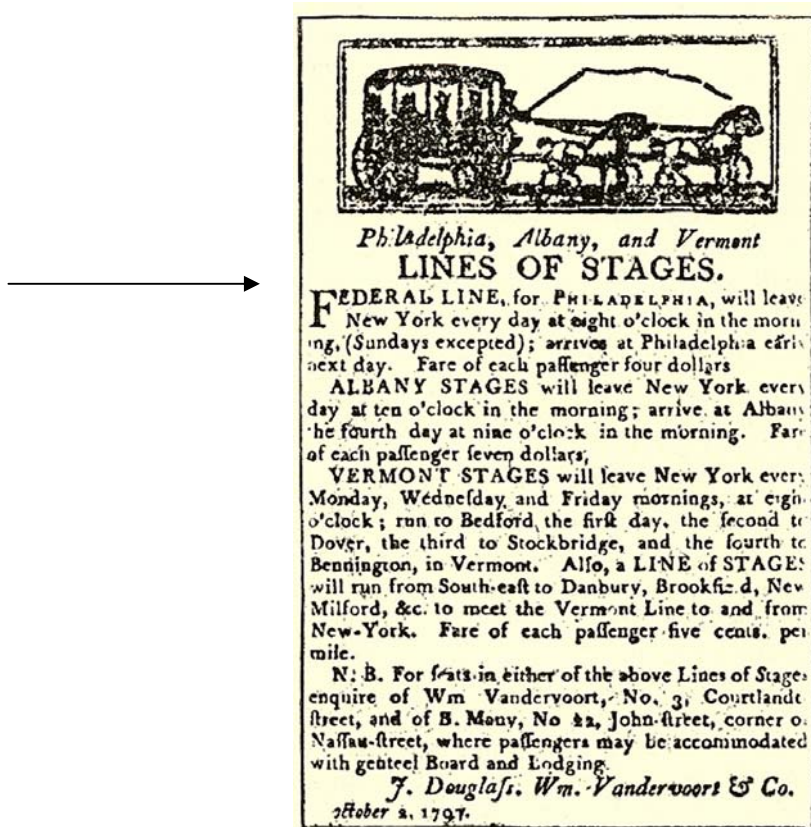 Philadelphia, Albany, and Vermont
LINES OF STAGES.
FEDERAL LINE, for PHILADELPHIA, will leave
New York every day at eight o'clock in the morn
ing, (Sundays excepted); arrives at Philadelphia early
next day. Fare of each paſſenger four dollars
ALBANY STAGES will leave New York every
day at ten o'clock in the morning; arrive at Albany
the fourth day at nine o'clock in the morning. Fare
of each paſſenger ſeven dollars,
VERMONT STAGES will leave New York every
Monday, Wedneſday and Friday mornings, at eigh
o'clock; run to Bedford the firſt day, the ſecond to
Dover, the third to Stockbridge, and the fourth to
Bennington, in Vermont. Alſo, a LINE of STAGES
will run from South-eaſt to Danbury, Brookfield, New
Milford, &c. to meet the Vermont Line to and from
New-York. Fare of each paſſenger five cents. per
mile.
N. B. For ſeats in either of the above Lines of Stages
enquire of Wm Vandervoort, No. 3, Courtlandt
ſtreet, and of B. Many, No 22, John-ſtreet, corner o
Naſſau-ſtreet, where paſſengers may be accommodated
with genteel Board and Lodging.
J. Douglaſs. Wm. Vandervoort & Co.
october 2, 1797.